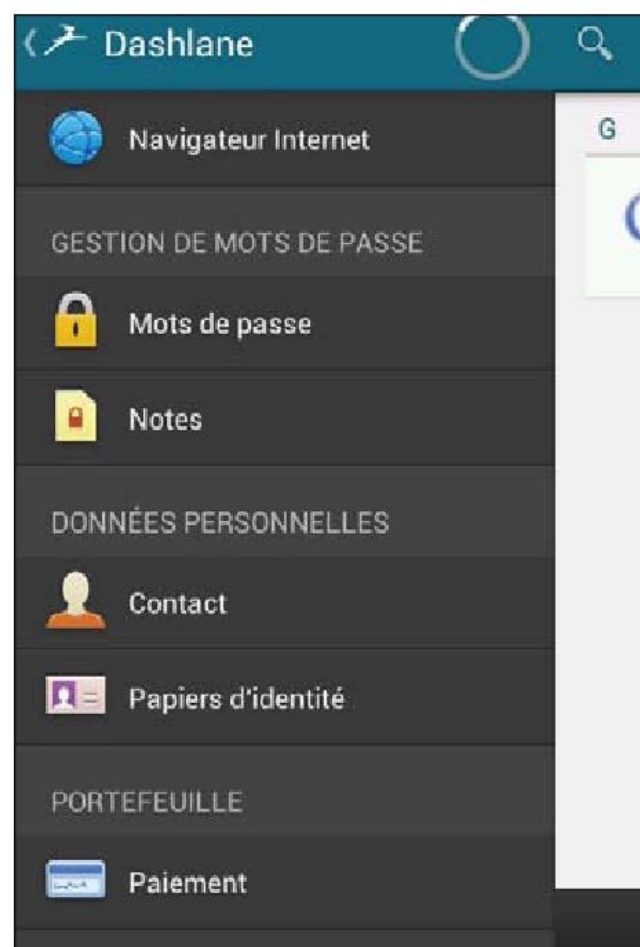 Dashlane
Navigateur Internet
G
GESTION DE MOTS DE PASSE
Mots de passe
Notes
DONNÉES PERSONNELLES
Contact
Papiers d'identité
PORTEFEUILLE
Paiement